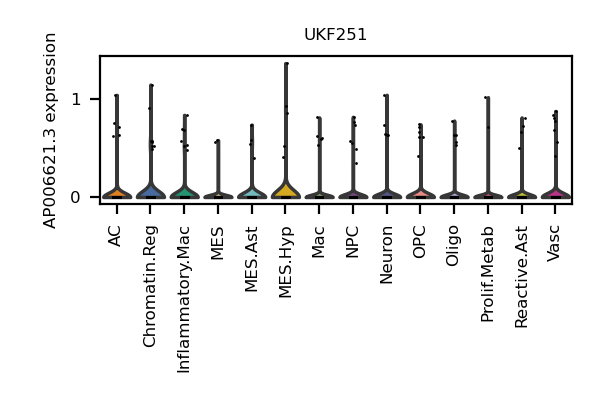 UKF251
AP006621.3 expression
1
0
AC
Chromatin.Reg
Inflammatory.Mac
MES
MES.Ast
MES.Hyp
Mac
NPC
Neuron
OPC
Oligo
Prolif.Metab
Reactive.Ast
Vasc